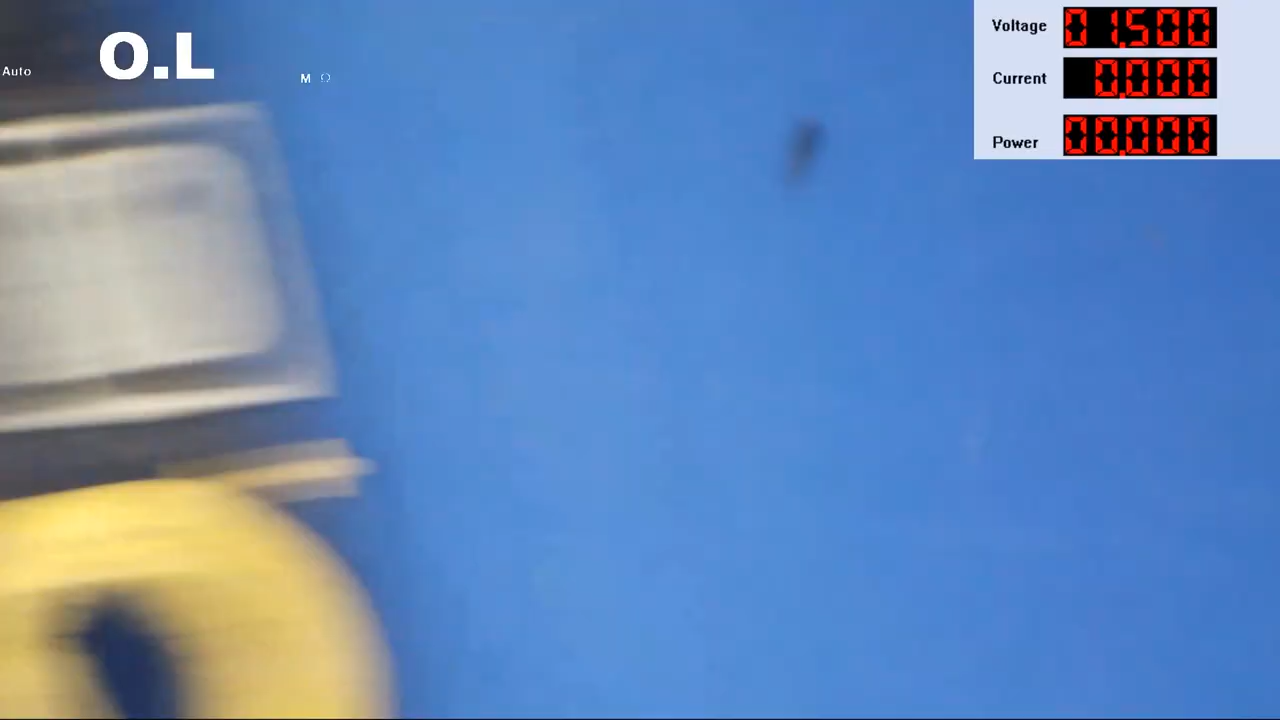 O.L
Auto
M Ω
Voltage 01.500
Current 0.000
Power 00.000